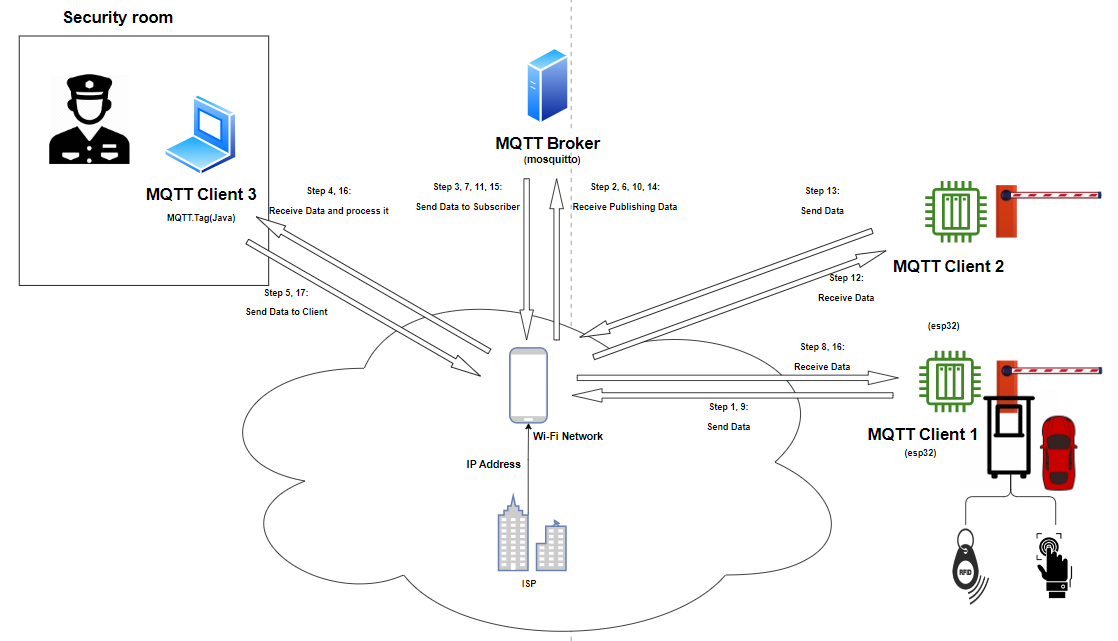 Security room
MQTT Broker
(mosquitto)
MQTT Client 3
MQTT.Tag(Java)
Step 4, 16:
Receive Data and process it
Step 3, 7, 11, 15:
Send Data to Subscriber
Step 2, 6, 10, 14:
Receive Publishing Data
Step 13:
Send Data
MQTT Client 2
Step 12:
Receive Data
Step 5, 17:
Send Data to Client
(esp32)
Step 8, 16:
Receive Data
Step 1, 9:
Send Data
MQTT Client 1
(esp32)
Wi-Fi Network
IP Address
RFID
ISP